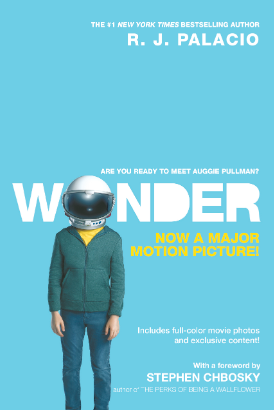 THE #1 NEW YORK TIMES BESTSELLING AUTHOR
R. J. PALACIO
ARE YOU READY TO MEET AUGGIE PULLMAN?
WONDER
NOW A MAJOR
MOTION PICTURE!
Includes full-color movie photos
and exclusive content!
With a foreword by
STEPHEN CHBOSKY
author of THE PERKS OF BEING A WALLFLOWER